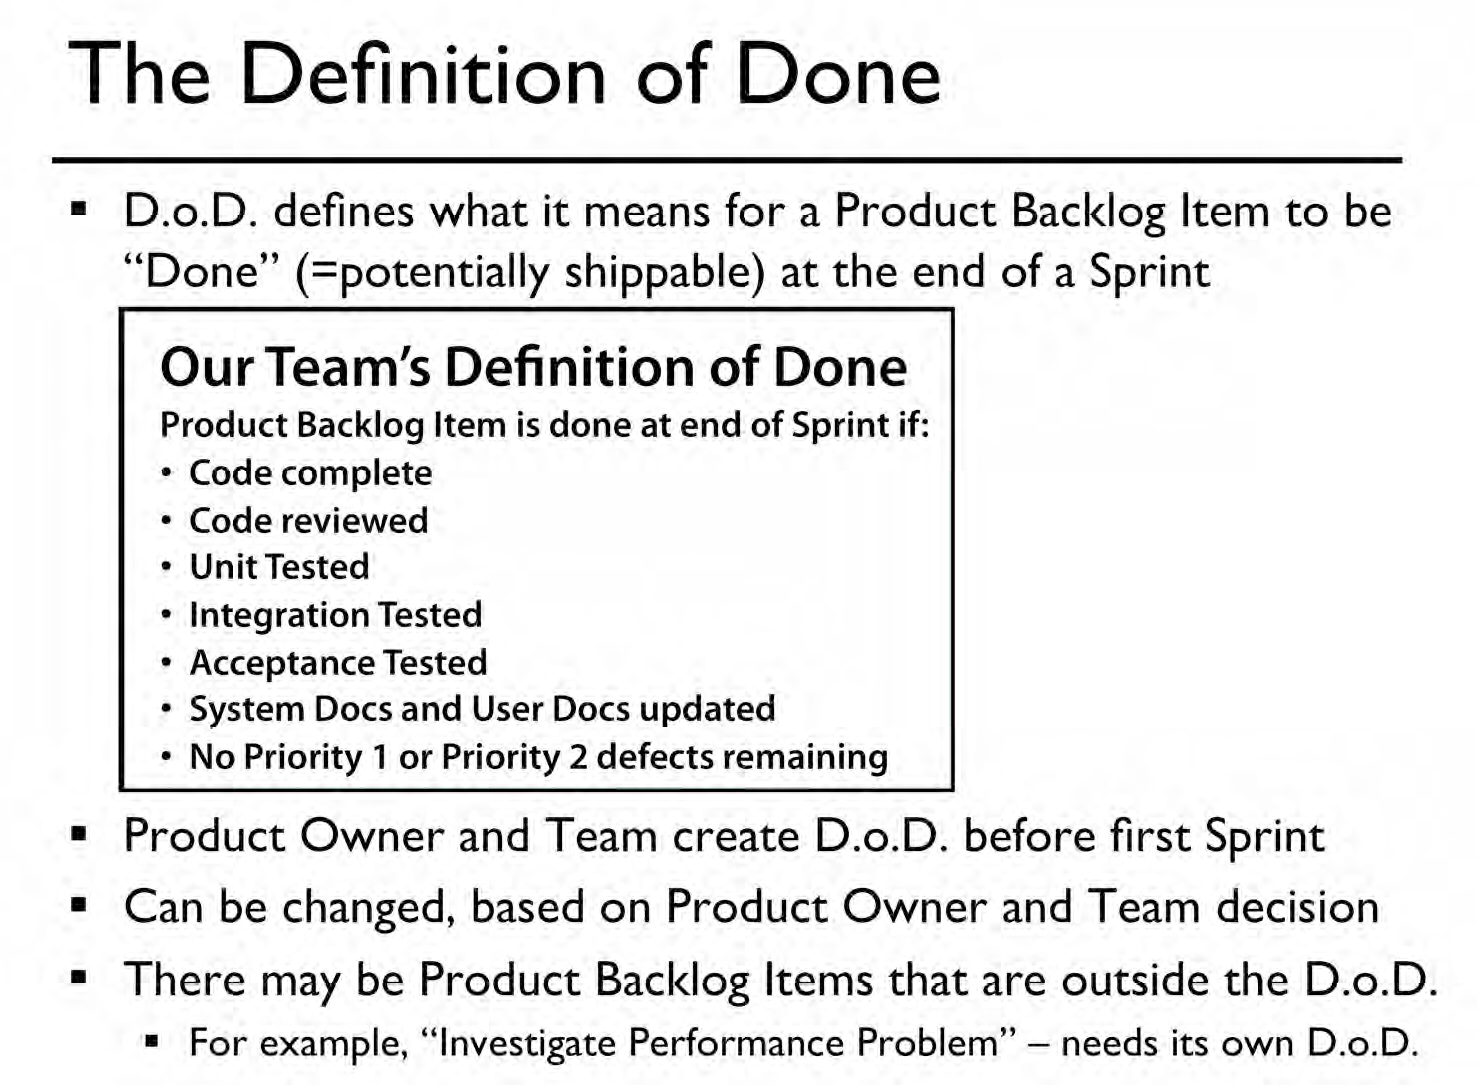 The Definition of Done
▪ D.o.D. defines what it means for a Product Backlog Item to be
“Done” (=potentially shippable) at the end of a Sprint
Our Team’s Definition of Done
Product Backlog Item is done at end of Sprint if:
• Code complete
• Code reviewed
• Unit Tested
• Integration Tested
• Acceptance Tested
• System Docs and User Docs updated
• No Priority 1 or Priority 2 defects remaining
▪ Product Owner and Team create D.o.D. before first Sprint
▪ Can be changed, based on Product Owner and Team decision
▪ There may be Product Backlog Items that are outside the D.o.D.
▪ For example, “Investigate Performance Problem” – needs its own D.o.D.